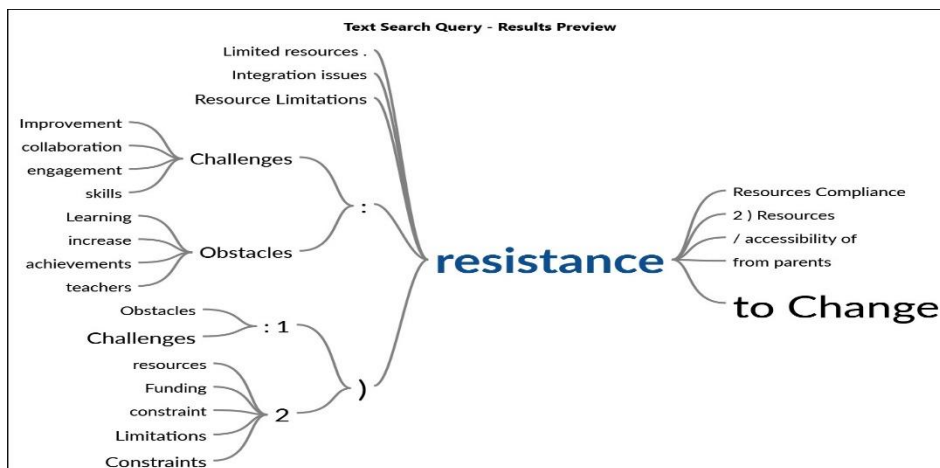 Text Search Query - Results Preview
Limited resources .
Integration issues
Resource Limitations
Improvement
collaboration
engagement
skills
Challenges
Learning
increase
achievements
teachers
Obstacles
:
Obstacles
Challenges
: 1
resources
Funding
constraint
Limitations
Constraints
2
)
resistance
Resources Compliance
2 ) Resources
/ accessibility of
from parents
to Change